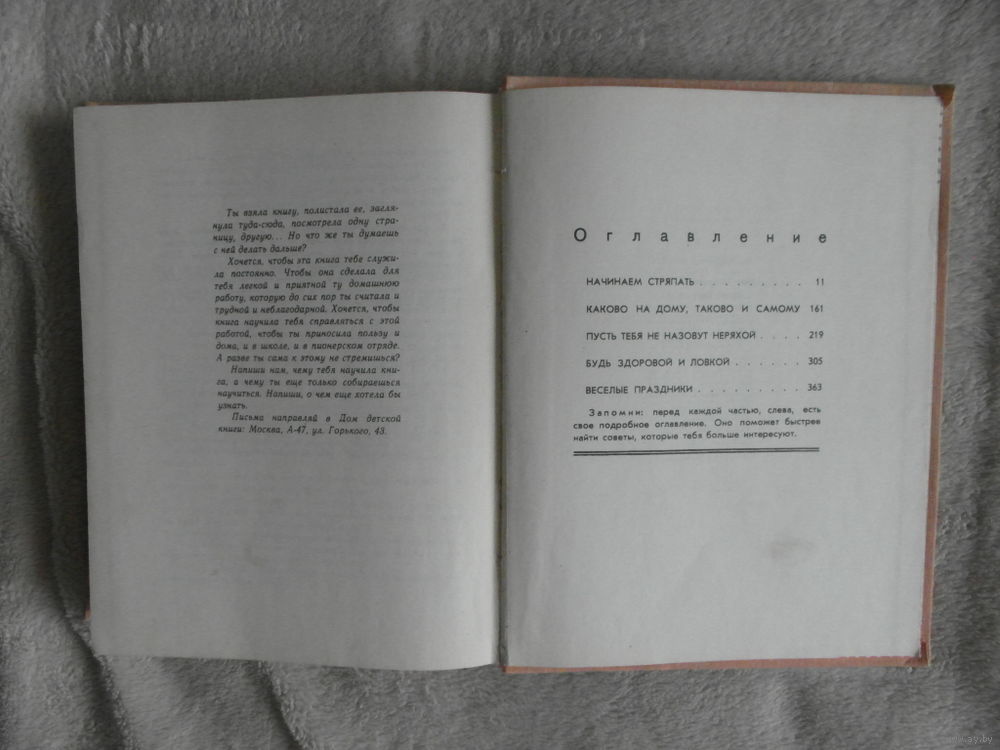 Ты взяла книгу, полистала ее, загля-
нула туда-сюда, посмотрела одну стра-
ницу, другую... Но что же ты думаешь
с ней делать дальше?
Хочется, чтобы эта книга тебе служи-
ла постоянно. Чтобы она сделала для
тебя легкой и приятной ту домашнюю
работу, которую до сих пор ты считала и
трудной и неблагодарной. Хочется, чтобы
книга научила тебя справляться с этой
работой, чтобы ты приносила пользу и
дома, и в школе, и в пионерском отряде.
А разве ты сама к этому не стремишься?
Напиши нам, чему тебя научила кни-
га, а чему ты еще только собираешься
научиться. Напиши, о чем еще хотела бы
узнать.
Письма направляй в Дом детской
книги: Москва, А-47, ул. Горького, 43.
Оглавление
НАЧИНАЕМ СТРЯПАТЬ . . . . . . . . . 11
КАКОВО НА ДОМУ, ТАКОВО И САМОМУ 161
ПУСТЬ ТЕБЯ НЕ НАЗОВУТ НЕРЯХОЙ . . . . 219
БУДЬ ЗДОРОВОЙ И ЛОВКОЙ . . . . . . 305
ВЕСЕЛЫЕ ПРАЗДНИКИ . . . . . . . . . 363
Запомни: перед каждой частью, слева, есть
свое подробное оглавление. Оно поможет быстрее
найти советы, которые тебя больше интересуют.
ay.by